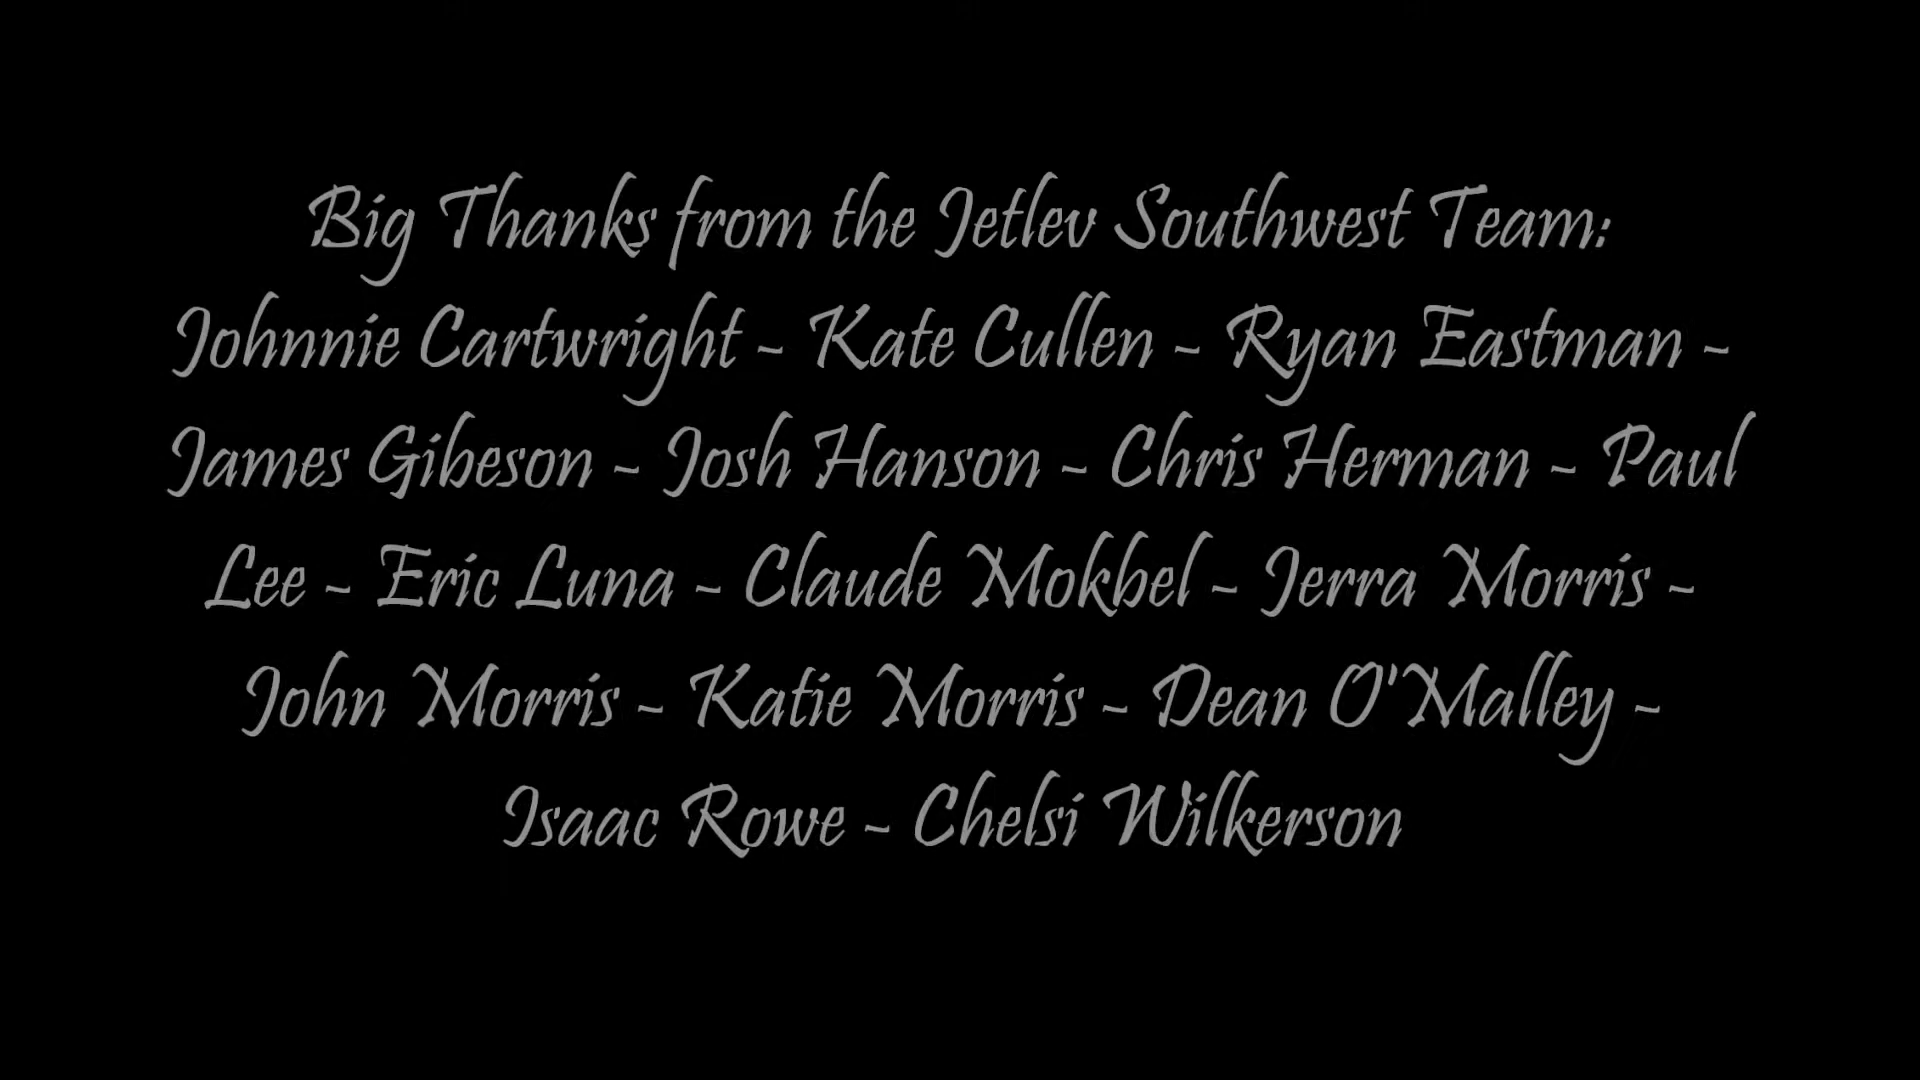 Big Thanks from the Jetlev Southwest Team:
Johnnie Cartwright - Kate Cullen - Ryan Eastman -
James Gibeson - Josh Hanson - Chris Herman - Paul
Lee - Eric Luna - Claude Mokbel - Jerra Morris -
John Morris - Katie Morris - Dean O'Malley -
Isaac Rowe - Chelsi Wilkerson